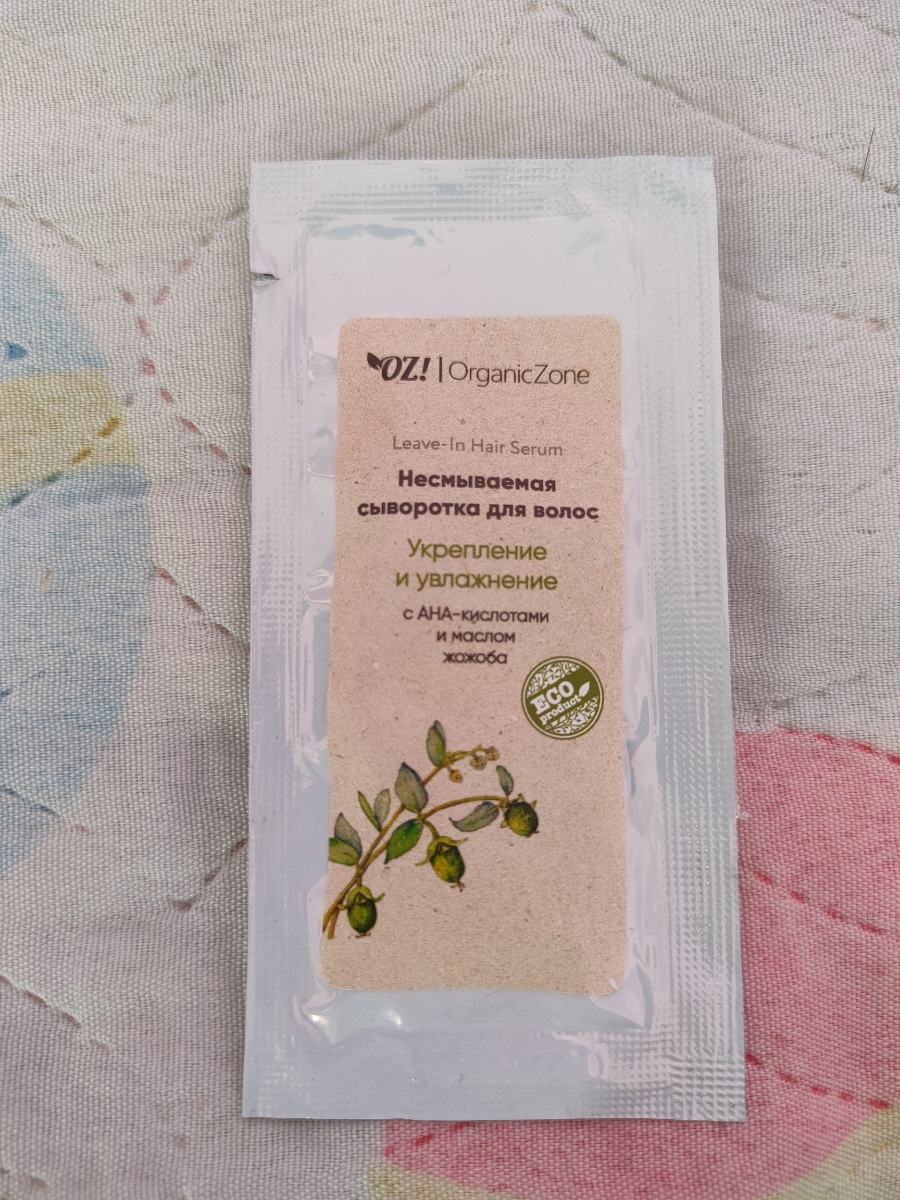 OZ! | OrganicZone
Leave-In Hair Serum
Несмываемая
сыворотка для волос
Укрепление
и увлажнение
с АНА-кислотами
и маслом
жожоба
ECO
product